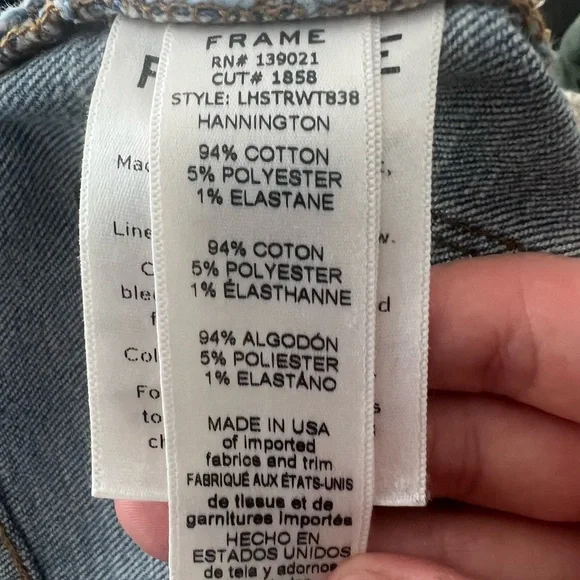 FRAME
RN# 139021
CUT# 1858
STYLE: LHSTRWT838
HANNINGTON
94% COTTON
5% POLYESTER
1% ELASTANE
94% COTON
5% POLYESTER
1% ÉLASTHANNE
94% ALGODÓN
5% POLIESTER
1% ELASTÁNO
MADE IN USA
of imported
fabrics and trim
FABRIQUÉ AUX ÉTATS-UNIS
de tissus et de
garnitures importés
HECHO EN
ESTADOS UNIDOS
de tela y adornos